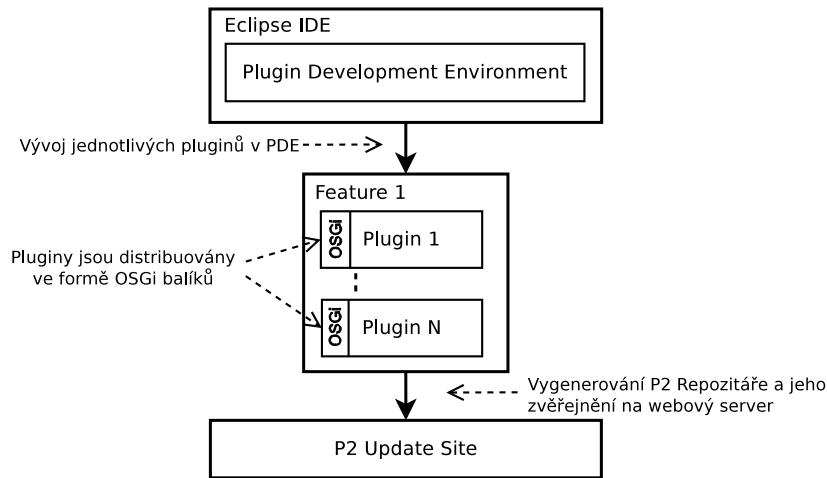 Eclipse IDE
Plugin Development Environment
Vývoj jednotlivých pluginů v PDE
Feature 1
OSGi
Plugin 1
Pluginy jsou distribuovány
ve formě OSGi balíků
OSGi
Plugin N
Vygenerování P2 Repozitáře a jeho
zvěřejnění na webový server
P2 Update Site